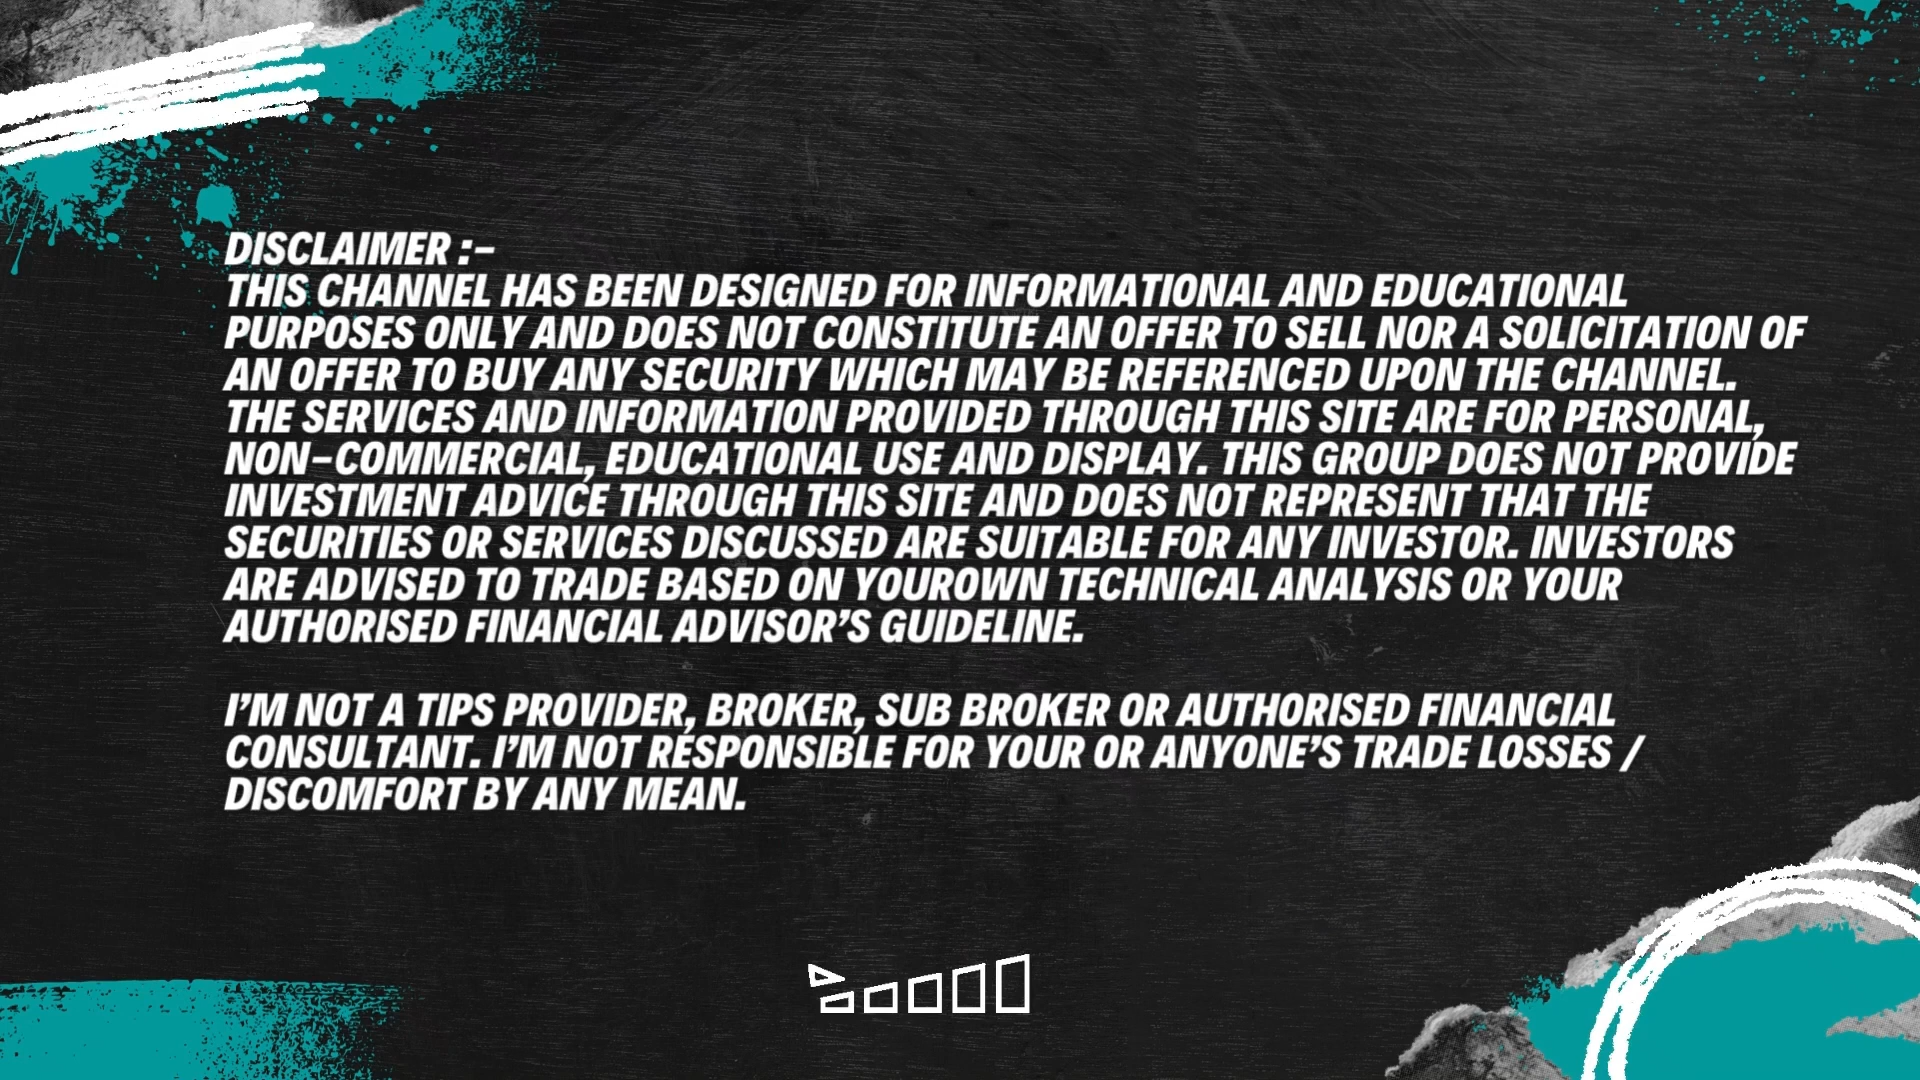 DISCLAIMER :-
THIS CHANNEL HAS BEEN DESIGNED FOR INFORMATIONAL AND EDUCATIONAL
PURPOSES ONLY AND DOES NOT CONSTITUTE AN OFFER TO SELL NOR A SOLICITATION OF
AN OFFER TO BUY ANY SECURITY WHICH MAY BE REFERENCED UPON THE CHANNEL.
THE SERVICES AND INFORMATION PROVIDED THROUGH THIS SITE ARE FOR PERSONAL,
NON-COMMERCIAL, EDUCATIONAL USE AND DISPLAY. THIS GROUP DOES NOT PROVIDE
INVESTMENT ADVICE THROUGH THIS SITE AND DOES NOT REPRESENT THAT THE
SECURITIES OR SERVICES DISCUSSED ARE SUITABLE FOR ANY INVESTOR. INVESTORS
ARE ADVISED TO TRADE BASED ON YOUROWN TECHNICAL ANALYSIS OR YOUR
AUTHORISED FINANCIAL ADVISOR'S GUIDELINE.
I'M NOT A TIPS PROVIDER, BROKER, SUB BROKER OR AUTHORISED FINANCIAL
CONSULTANT. I'M NOT RESPONSIBLE FOR YOUR OR ANYONE'S TRADE LOSSES /
DISCOMFORT BY ANY MEAN.